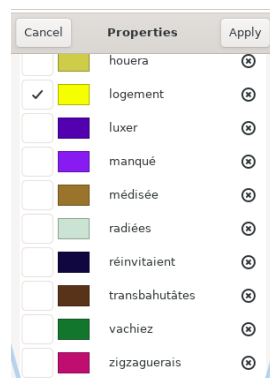 Cancel Properties Apply
houera
logement
luxer
manqué
médisée
radiées
réinvitaient
transbahutâtes
vachiez
zigzaguerais